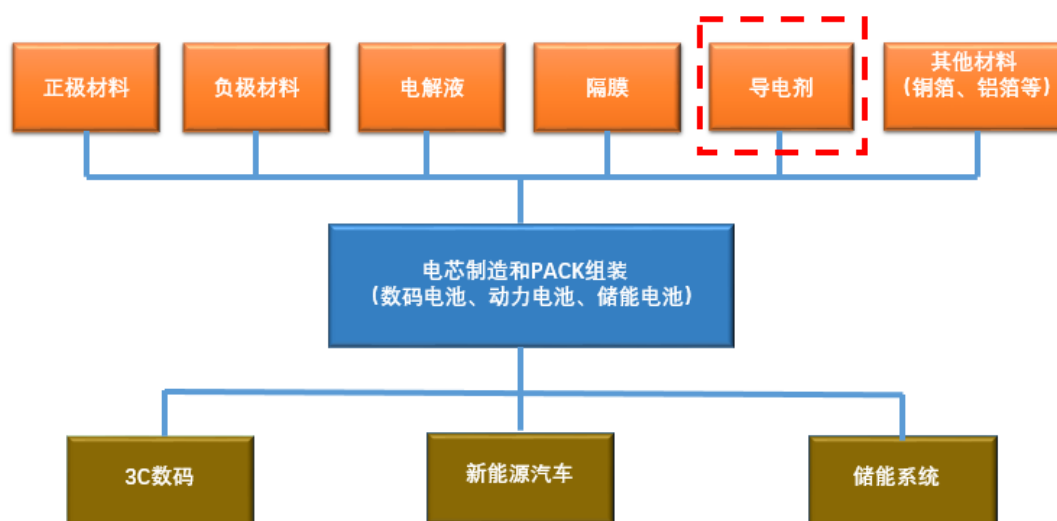 正极材料
负极材料
电解液
隔膜
导电剂
其他材料
(铜箔、铝箔等)
电芯制造和PACK组装
(数码电池、动力电池、储能电池)
3C数码
新能源汽车
储能系统